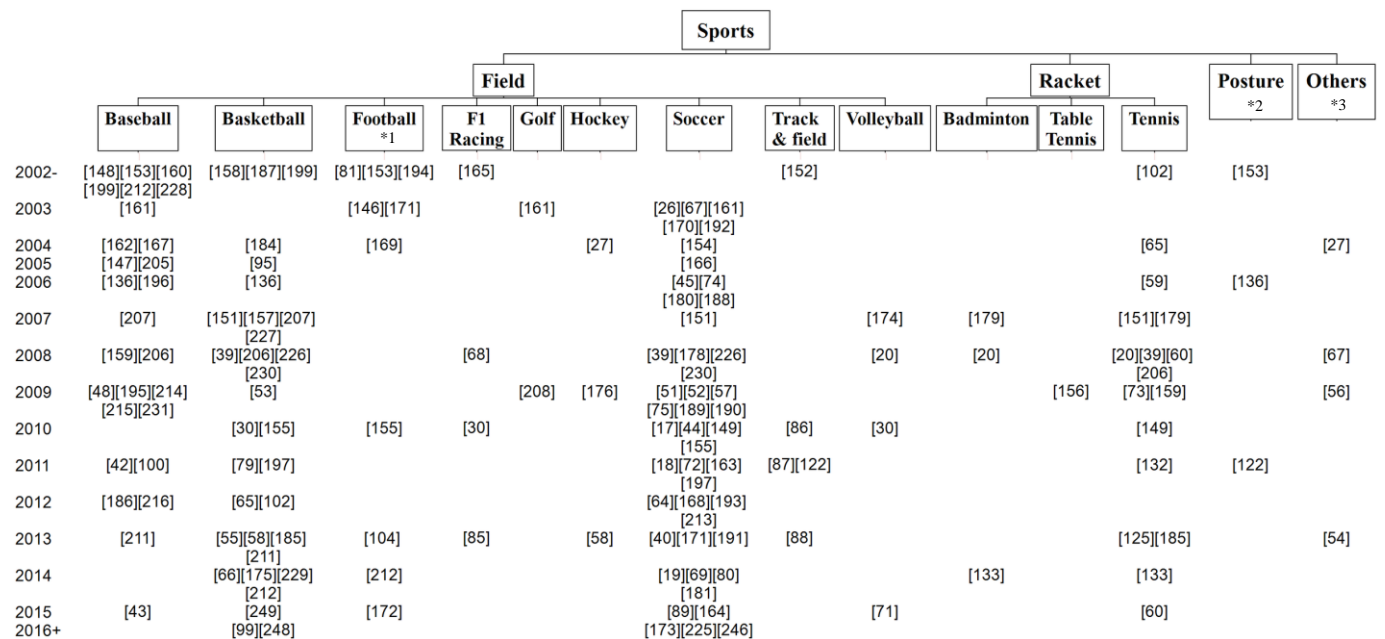 Sports
Field Racket Posture Others
*2 *3
Baseball Basketball Football F1 Golf Hockey Soccer Track Volleyball Badminton Table Tennis
*1 Racing & field Tennis
2002- [148][153][160] [158][187][199] [81][153][194] [165] [152] [102] [153]
[199][212][228]
2003 [161] [146][171] [161] [26][67][161]
[170][192]
2004 [162][167] [184] [169] [27] [154] [65] [27]
2005 [147][205] [95] [166]
2006 [136][196] [136] [45][74] [59] [136]
[180][188]
2007 [207] [151][157][207] [151] [174] [179] [151][179]
[227]
2008 [159][206] [39][206][226] [68] [39][178][226] [20] [20] [20][39][60] [67]
[230] [230] [206]
2009 [48][195][214] [53] [208] [176] [51][52][57] [156] [73][159] [56]
[215][231] [75][189][190]
2010 [30][155] [155] [30] [17][44][149] [86] [30] [149]
[155]
2011 [42][100] [79][197] [18][72][163] [87][122] [132] [122]
[197]
2012 [186][216] [65][102] [64][168][193]
[213]
2013 [211] [55][58][185] [104] [85] [58] [40][171][191] [88] [125][185] [54]
[211]
2014 [66][175][229] [212] [19][69][80] [133] [133]
[212] [181]
2015 [43] [249] [172] [89][164] [71] [60]
2016+ [99][248] [173][225][246]